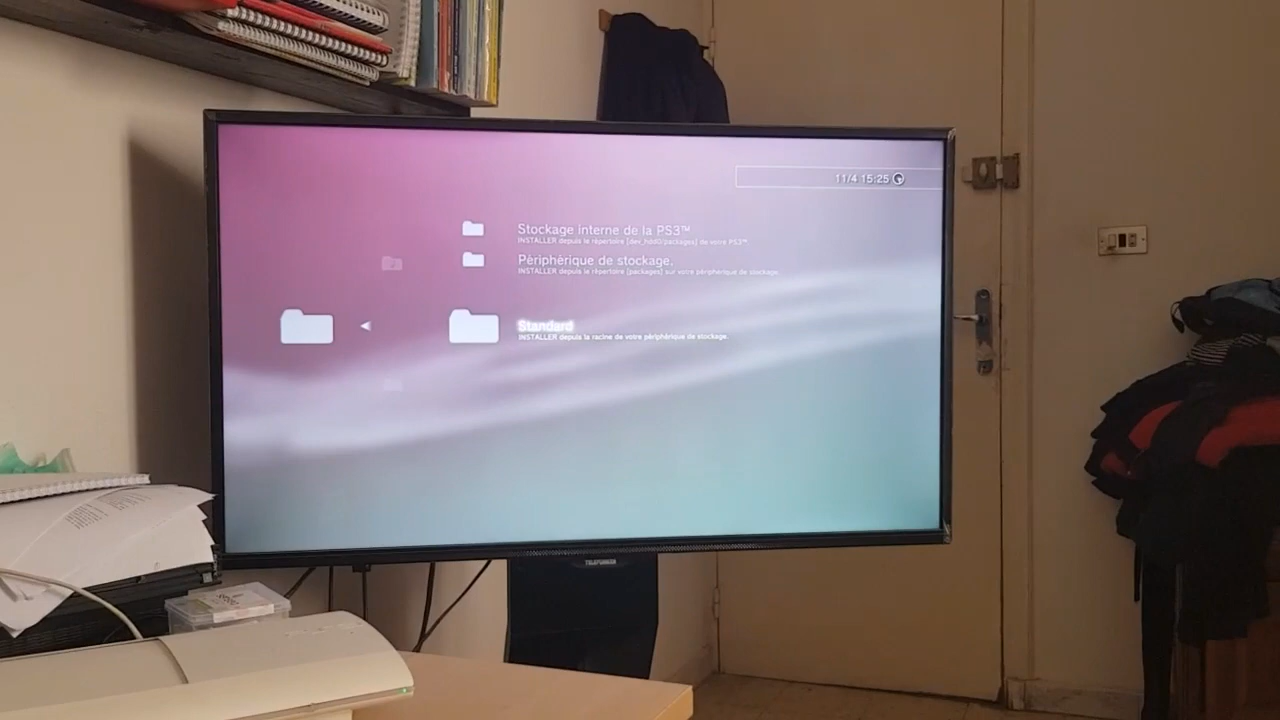 11/4 15:25
Stockage interne de la PS3™
INSTALLER depuis le répertoire [dev_hdd0/packages] de votre PS3™.
Périphérique de stockage.
INSTALLER depuis le répertoire [packages] sur votre périphérique de stockage.
Standard
INSTALLER depuis la racine de votre périphérique de stockage.
TELEFUNKEN